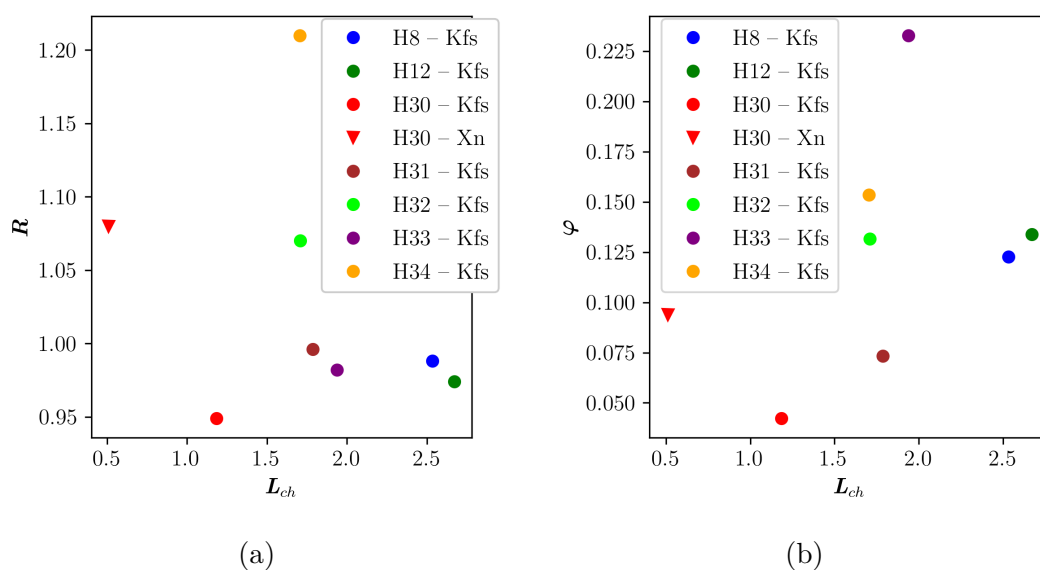 1.20
1.15
1.10
1.05
1.00
0.95
R
0.5 1.0 1.5 2.0 2.5
L_{ch}
H8 – Kfs
H12 – Kfs
H30 – Kfs
H30 – Xn
H31 – Kfs
H32 – Kfs
H33 – Kfs
H34 – Kfs
(a)
0.225
0.200
0.175
0.150
0.125
0.100
0.075
0.050
φ
0.5 1.0 1.5 2.0 2.5
L_{ch}
H8 – Kfs
H12 – Kfs
H30 – Kfs
H30 – Xn
H31 – Kfs
H32 – Kfs
H33 – Kfs
H34 – Kfs
(b)